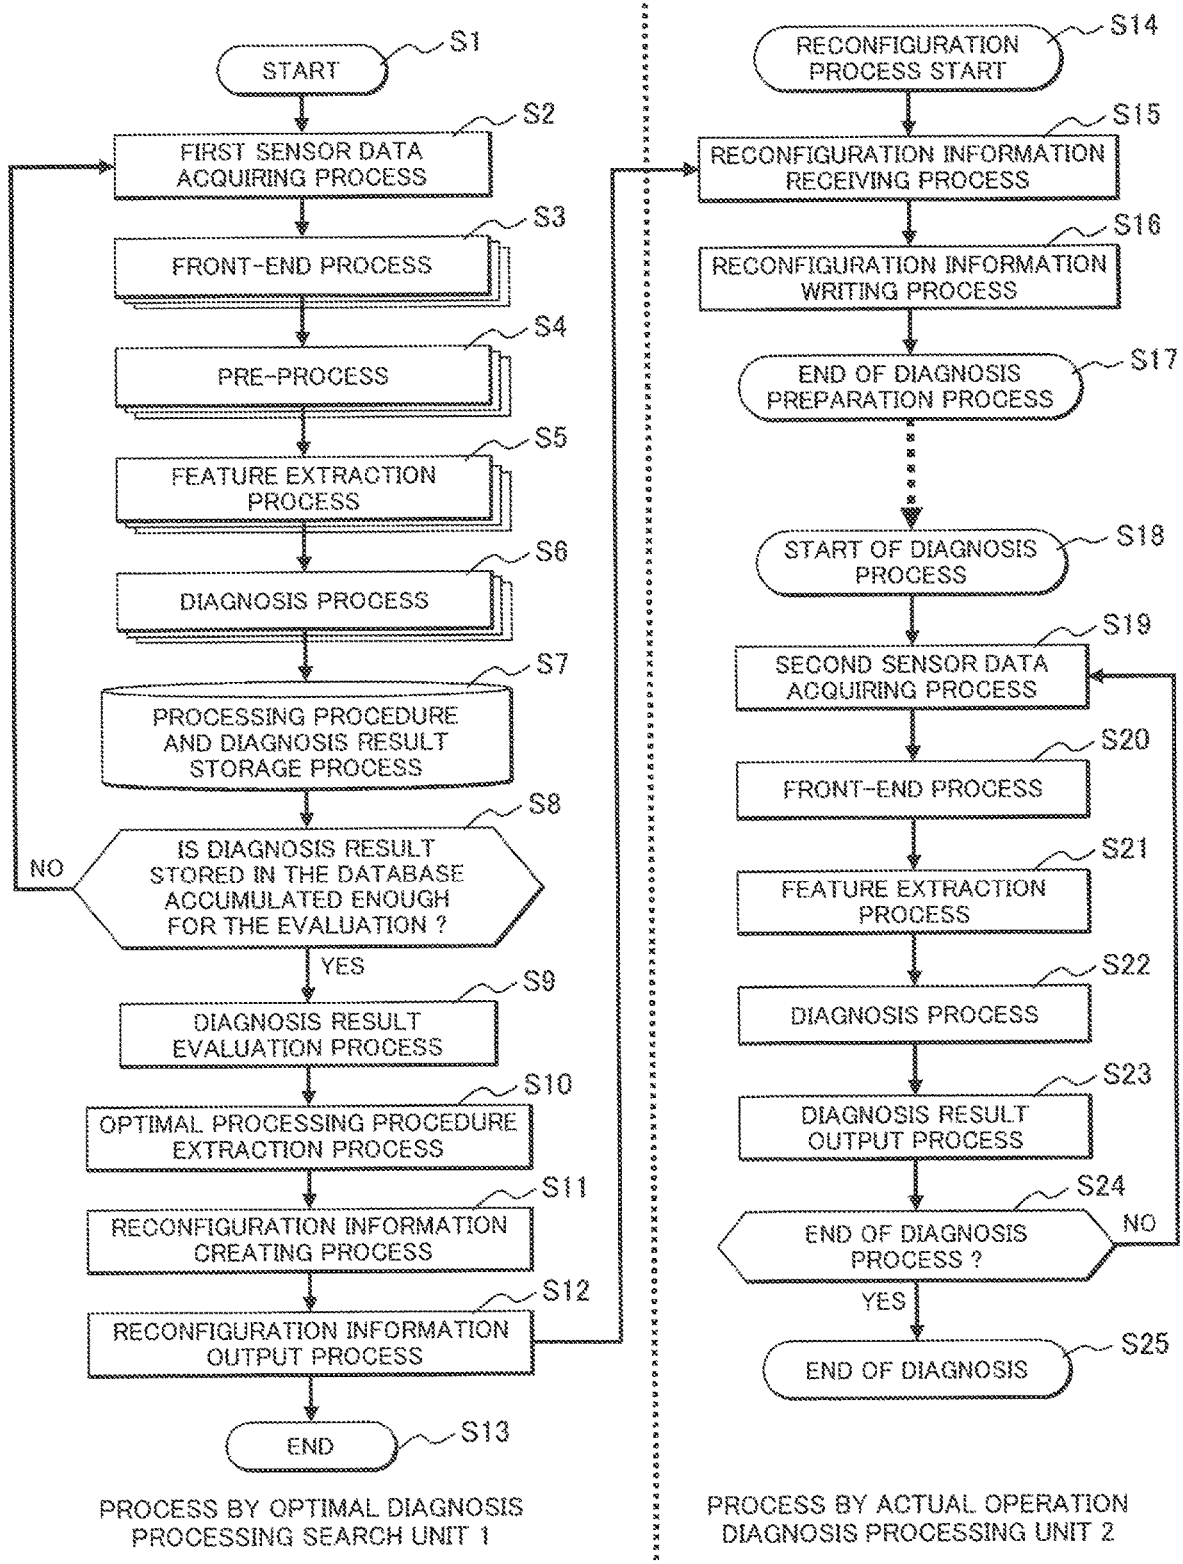 S1
START
S2
FIRST SENSOR DATA
ACQUIRING PROCESS
S3
FRONT-END PROCESS
S4
PRE-PROCESS
S5
FEATURE EXTRACTION
PROCESS
S6
DIAGNOSIS PROCESS
S7
PROCESSING PROCEDURE
AND DIAGNOSIS RESULT
STORAGE PROCESS
S8
IS DIAGNOSIS RESULT
STORED IN THE DATABASE
ACCUMULATED ENOUGH
FOR THE EVALUATION ?
NO
YES
S9
DIAGNOSIS RESULT
EVALUATION PROCESS
S10
OPTIMAL PROCESSING PROCEDURE
EXTRACTION PROCESS
S11
RECONFIGURATION INFORMATION
CREATING PROCESS
S12
RECONFIGURATION INFORMATION
OUTPUT PROCESS
S13
END
PROCESS BY OPTIMAL DIAGNOSIS
PROCESSING SEARCH UNIT 1
S14
RECONFIGURATION
PROCESS START
S15
RECONFIGURATION INFORMATION
RECEIVING PROCESS
S16
RECONFIGURATION INFORMATION
WRITING PROCESS
S17
END OF DIAGNOSIS
PREPARATION PROCESS
S18
START OF DIAGNOSIS
PROCESS
S19
SECOND SENSOR DATA
ACQUIRING PROCESS
S20
FRONT-END PROCESS
S21
FEATURE EXTRACTION
PROCESS
S22
DIAGNOSIS PROCESS
S23
DIAGNOSIS RESULT
OUTPUT PROCESS
S24
END OF DIAGNOSIS
PROCESS ?
NO
YES
S25
END OF DIAGNOSIS
PROCESS BY ACTUAL OPERATION
DIAGNOSIS PROCESSING UNIT 2